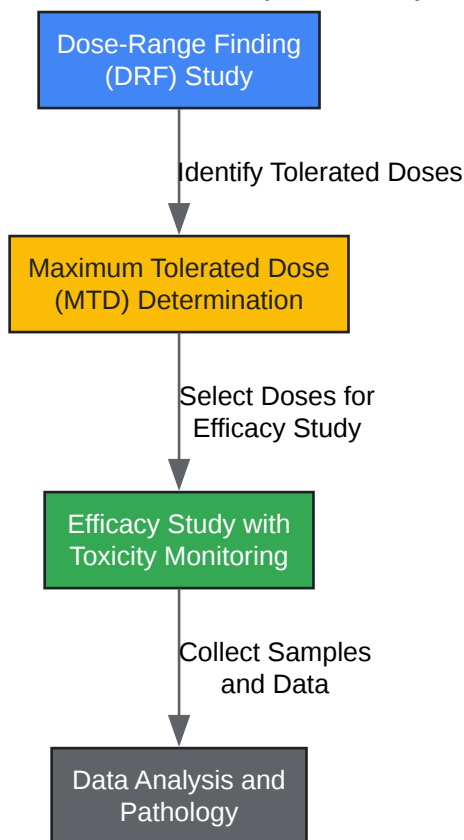 Dose-Range Finding
(DRF) Study
Identify Tolerated Doses
Maximum Tolerated Dose
(MTD) Determination
Select Doses for
Efficacy Study
Efficacy Study with
Toxicity Monitoring
Collect Samples
and Data
Data Analysis and
Pathology